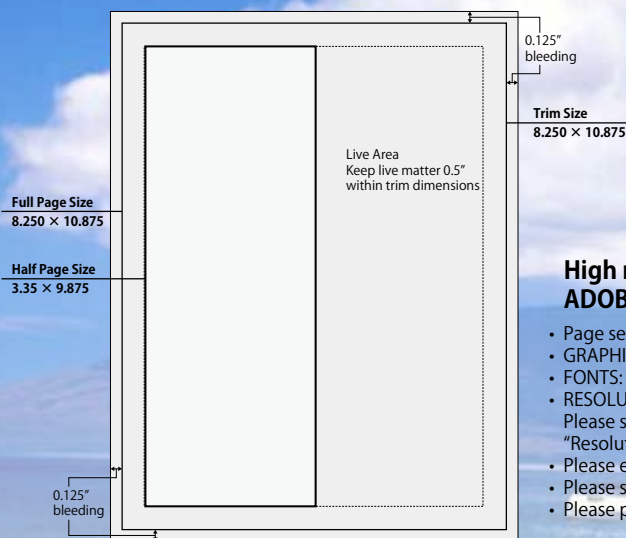 0.125”
bleeding
Trim Size
8.250 × 10.875
Live Area
Keep live matter 0.5”
within trim dimensions
Full Page Size
8.250 × 10.875
Half Page Size
3.35 × 9.875
0.125”
bleeding
High
ADOB
• Page se
• GRAPHI
• FONTS:
• RESOLU
Please s
“Resolut
• Please e
• Please s
• Please p